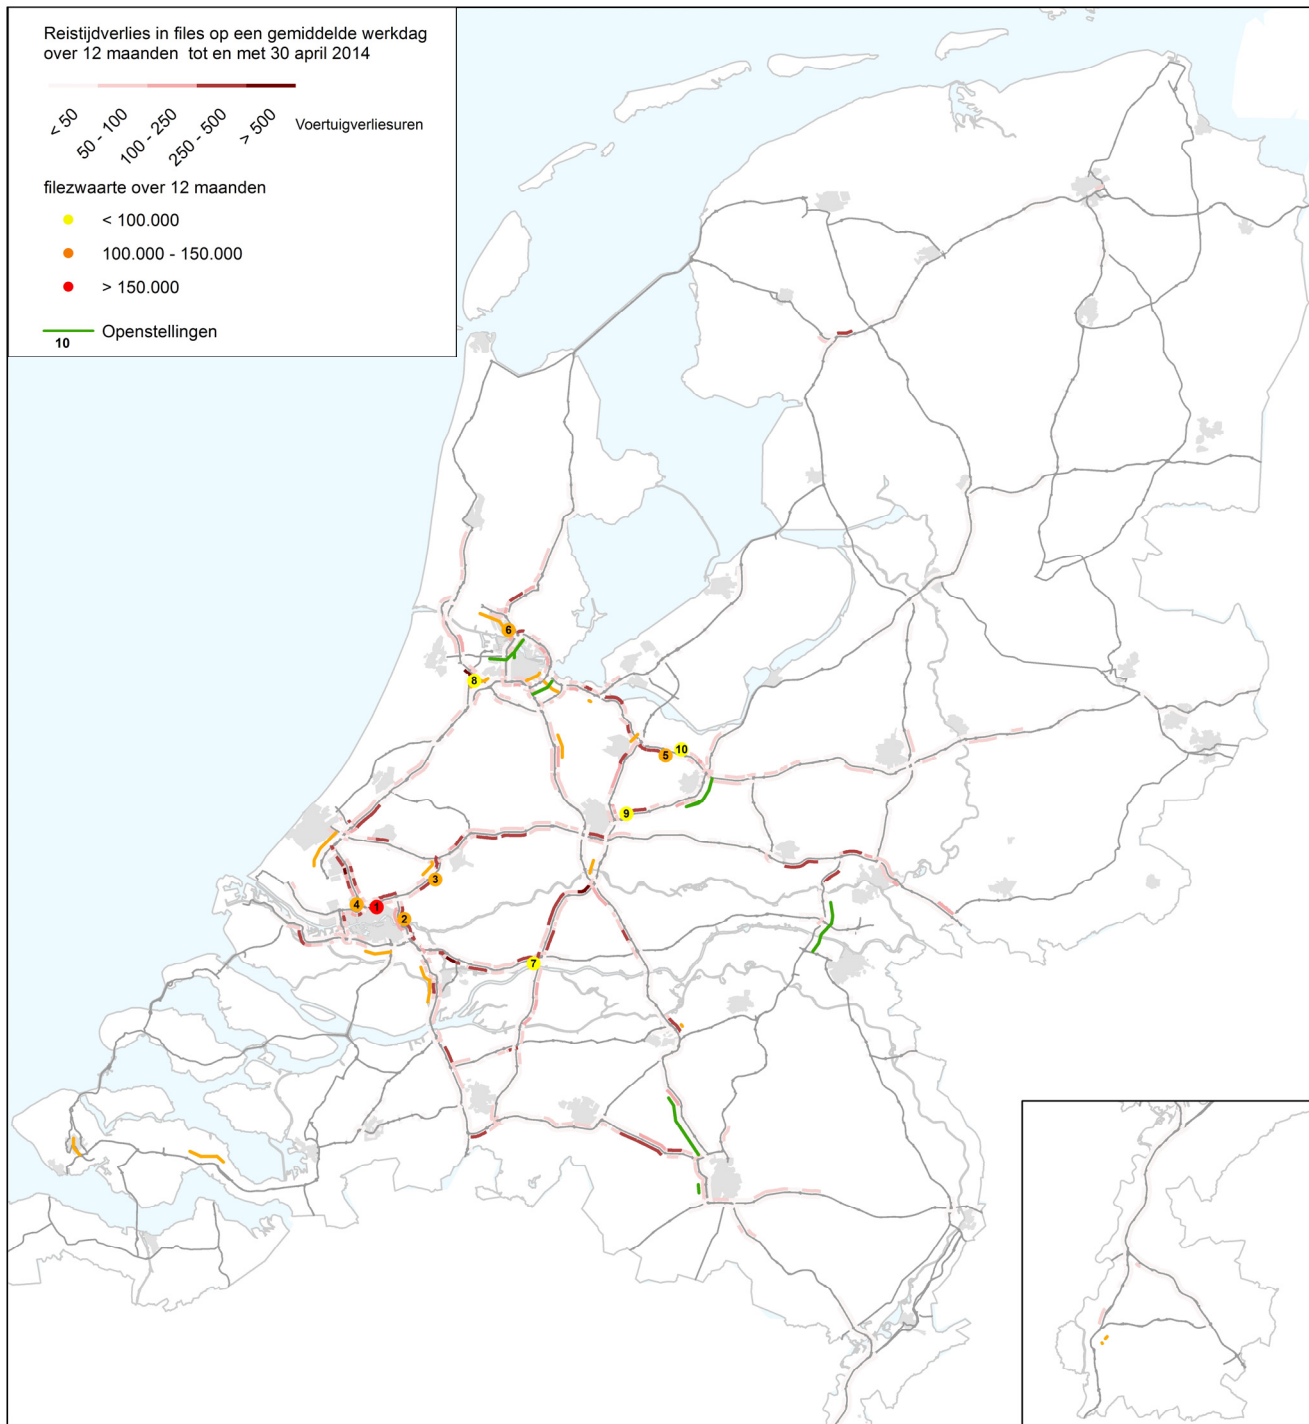 Reistijdverlies in files op een gemiddelde werkdag
over 12 maanden tot en met 30 april 2014
< 50
50 - 100
100 - 250
250 - 500
> 500
Voertuigverliesuren
filezwaarte over 12 maanden
< 100.000
100.000 - 150.000
> 150.000
Openstellingen
10
6
8
5
10
9
3
4
1
2
7